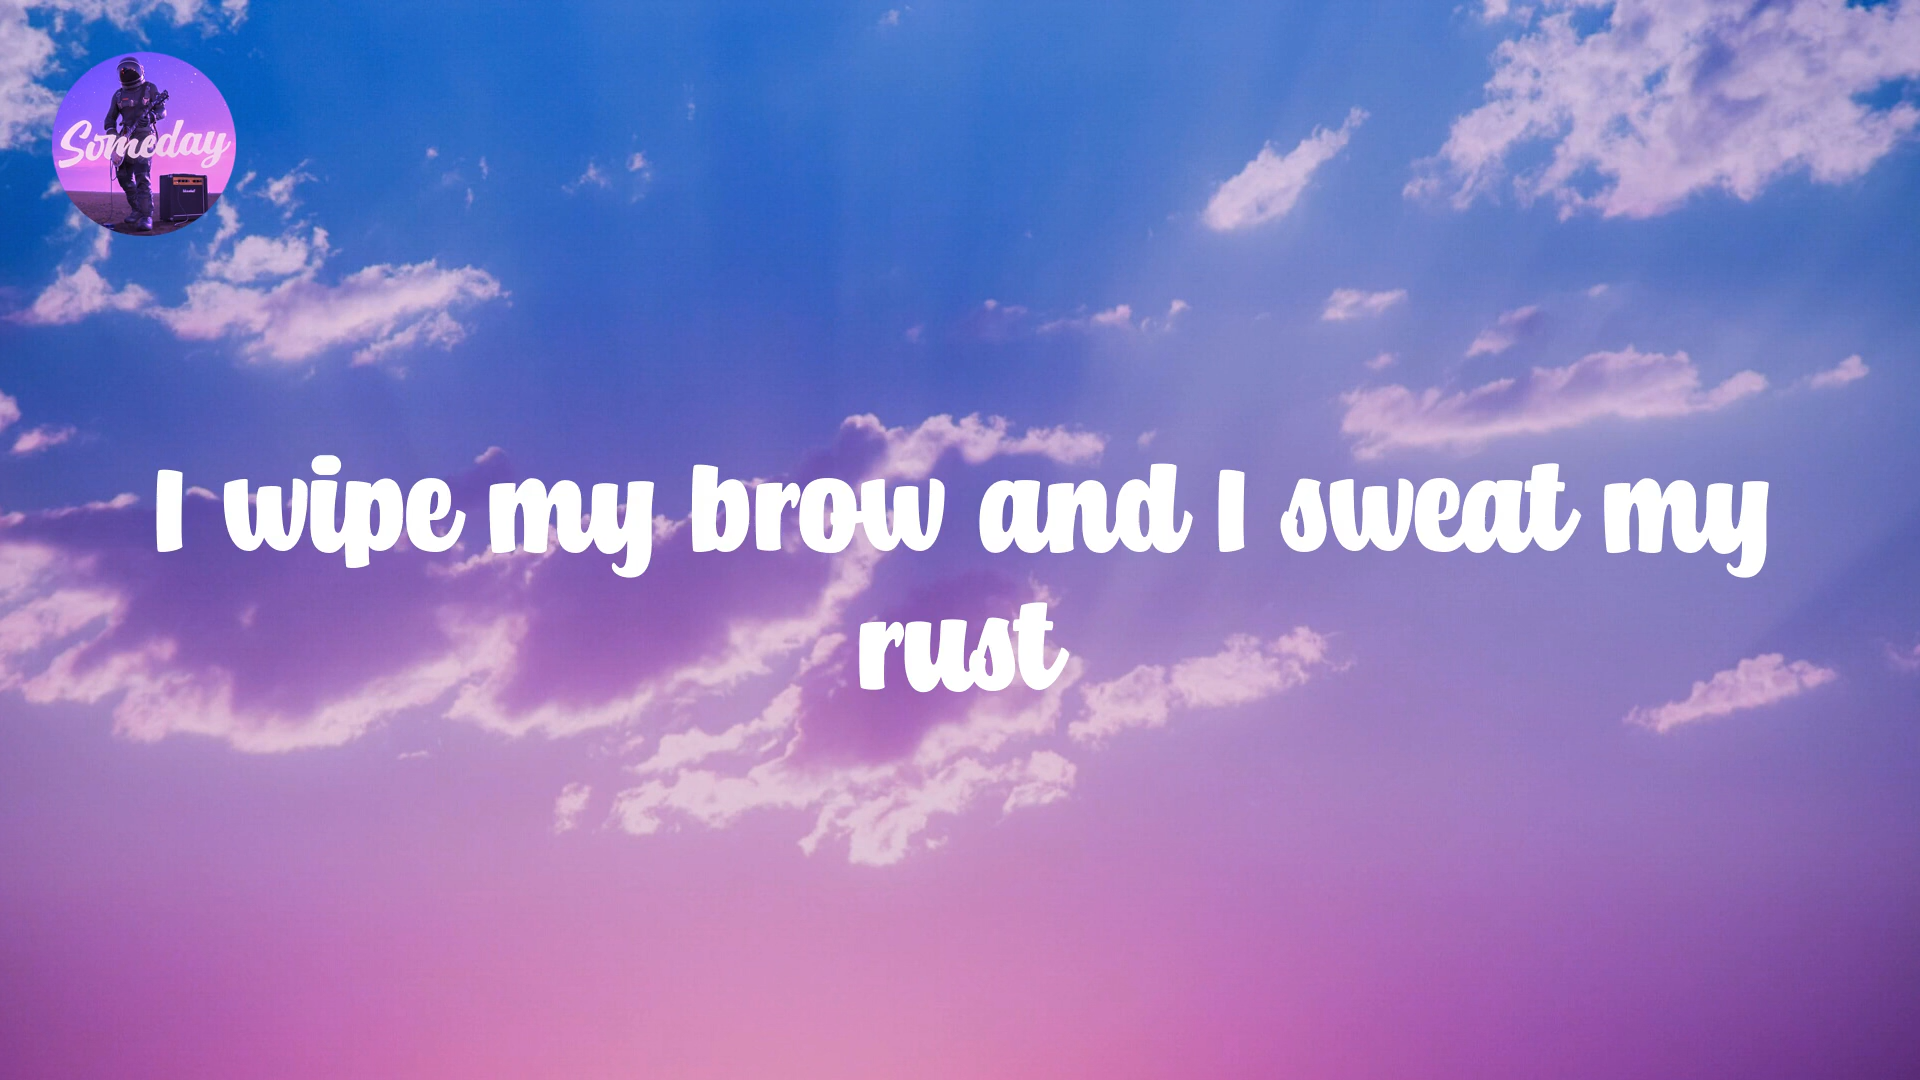 Someday
I wipe my brow and I sweat my
rust